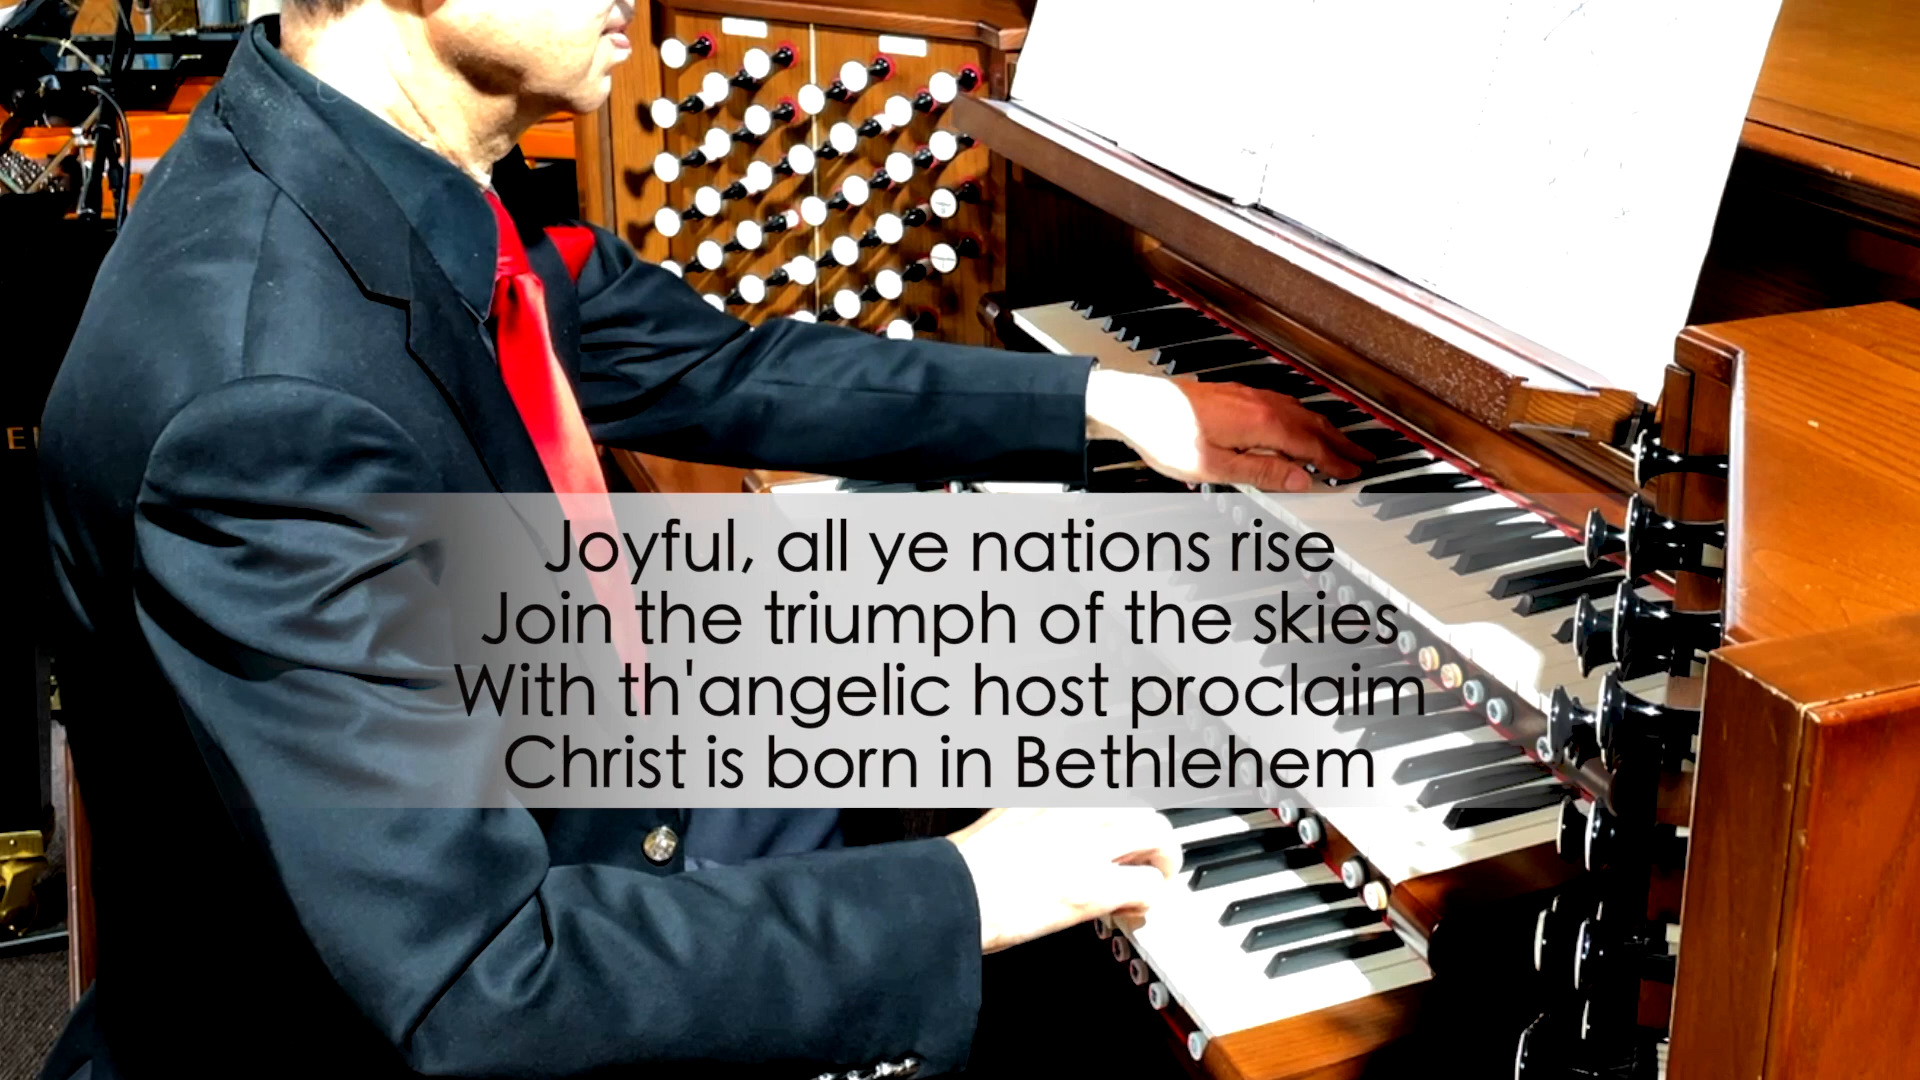 Joyful, all ye nations rise
Join the triumph of the skies
With th'angelic host proclaim
Christ is born in Bethlehem